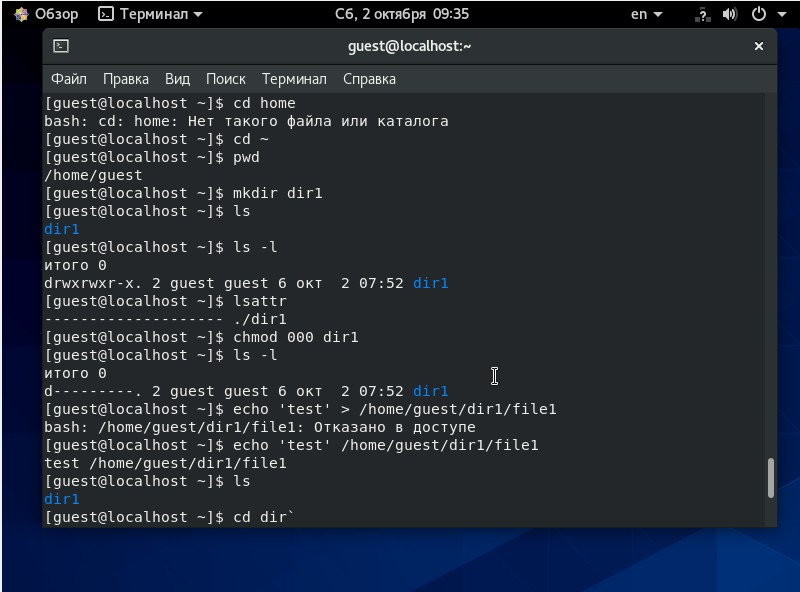 Обзор Терминал Сб, 2 октября 09:35 en
guest@localhost:~
Файл Правка Вид Поиск Терминал Справка
[guest@localhost ~]$ cd home
bash: cd: home: Нет такого файла или каталога
[guest@localhost ~]$ cd ~
[guest@localhost ~]$ pwd
/home/guest
[guest@localhost ~]$ mkdir dir1
[guest@localhost ~]$ ls
dir1
[guest@localhost ~]$ ls -l
итого 0
drwxrwxr-x. 2 guest guest 6 окт  2 07:52 dir1
[guest@localhost ~]$ lsattr
-------------------- ./dir1
[guest@localhost ~]$ chmod 000 dir1
[guest@localhost ~]$ ls -l
итого 0
d---------. 2 guest guest 6 окт  2 07:52 dir1
[guest@localhost ~]$ echo 'test' > /home/guest/dir1/file1
bash: /home/guest/dir1/file1: Отказано в доступе
[guest@localhost ~]$ echo 'test' /home/guest/dir1/file1
test /home/guest/dir1/file1
[guest@localhost ~]$ ls
dir1
[guest@localhost ~]$ cd dir`